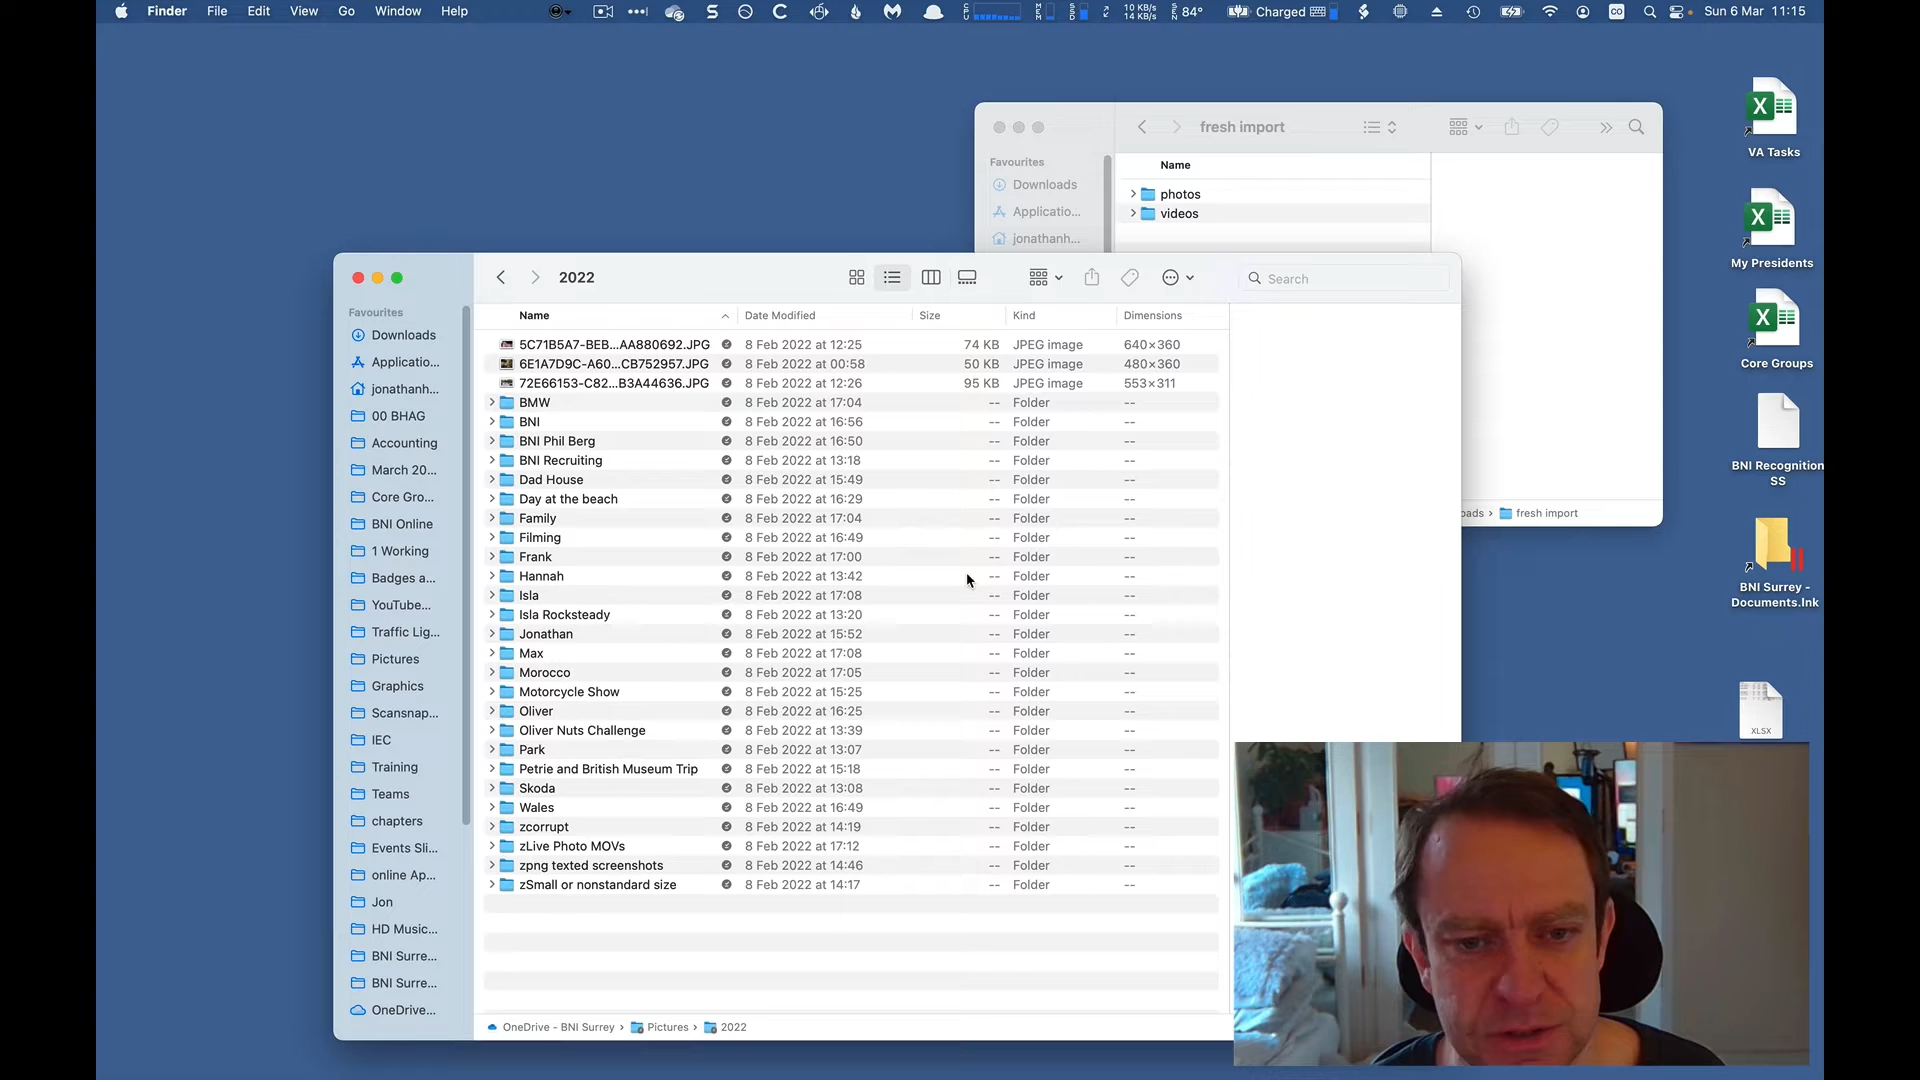 Finder File Edit View Go Window Help
10 KB/s
14 KB/s
84°
Charged
Sun 6 Mar 11:15
fresh import
Favourites
Downloads
Applicatio...
jonathanh...
Name
photos
videos
fresh import
VA Tasks
My Presidents
Core Groups
BNI Recognition
SS
BNI Surrey -
Documents.lnk
XLSX
2022
Search
Favourites
Downloads
Applicatio...
jonathanh...
00 BHAG
Accounting
March 20...
Core Gro...
BNI Online
1 Working
Badges a...
YouTube...
Traffic Lig...
Pictures
Graphics
Scansnap...
IEC
Training
Teams
chapters
Events Sli...
online Ap...
Jon
HD Music...
BNI Surre...
BNI Surre...
OneDrive...
Name Date Modified Size Kind Dimensions
5C71B5A7-BEB...AA880692.JPG 8 Feb 2022 at 12:25 74 KB JPEG image 640×360
6E1A7D9C-A60...CB752957.JPG 8 Feb 2022 at 00:58 50 KB JPEG image 480×360
72E66153-C82...B3A44636.JPG 8 Feb 2022 at 12:26 95 KB JPEG image 553×311
BMW 8 Feb 2022 at 17:04 -- Folder --
BNI 8 Feb 2022 at 16:56 -- Folder --
BNI Phil Berg 8 Feb 2022 at 16:50 -- Folder --
BNI Recruiting 8 Feb 2022 at 13:18 -- Folder --
Dad House 8 Feb 2022 at 15:49 -- Folder --
Day at the beach 8 Feb 2022 at 16:29 -- Folder --
Family 8 Feb 2022 at 17:04 -- Folder --
Filming 8 Feb 2022 at 16:49 -- Folder --
Frank 8 Feb 2022 at 17:00 -- Folder --
Hannah 8 Feb 2022 at 13:42 -- Folder --
Isla 8 Feb 2022 at 17:08 -- Folder --
Isla Rocksteady 8 Feb 2022 at 13:20 -- Folder --
Jonathan 8 Feb 2022 at 15:52 -- Folder --
Max 8 Feb 2022 at 17:08 -- Folder --
Morocco 8 Feb 2022 at 17:05 -- Folder --
Motorcycle Show 8 Feb 2022 at 15:25 -- Folder --
Oliver 8 Feb 2022 at 16:25 -- Folder --
Oliver Nuts Challenge 8 Feb 2022 at 13:39 -- Folder --
Park 8 Feb 2022 at 13:07 -- Folder --
Petrie and British Museum Trip 8 Feb 2022 at 15:18 -- Folder --
Skoda 8 Feb 2022 at 13:08 -- Folder --
Wales 8 Feb 2022 at 16:49 -- Folder --
zcorrupt 8 Feb 2022 at 14:19 -- Folder --
zLive Photo MOVs 8 Feb 2022 at 17:12 -- Folder --
zpng texted screenshots 8 Feb 2022 at 14:46 -- Folder --
zSmall or nonstandard size 8 Feb 2022 at 14:17 -- Folder --
OneDrive - BNI Surrey › Pictures › 2022